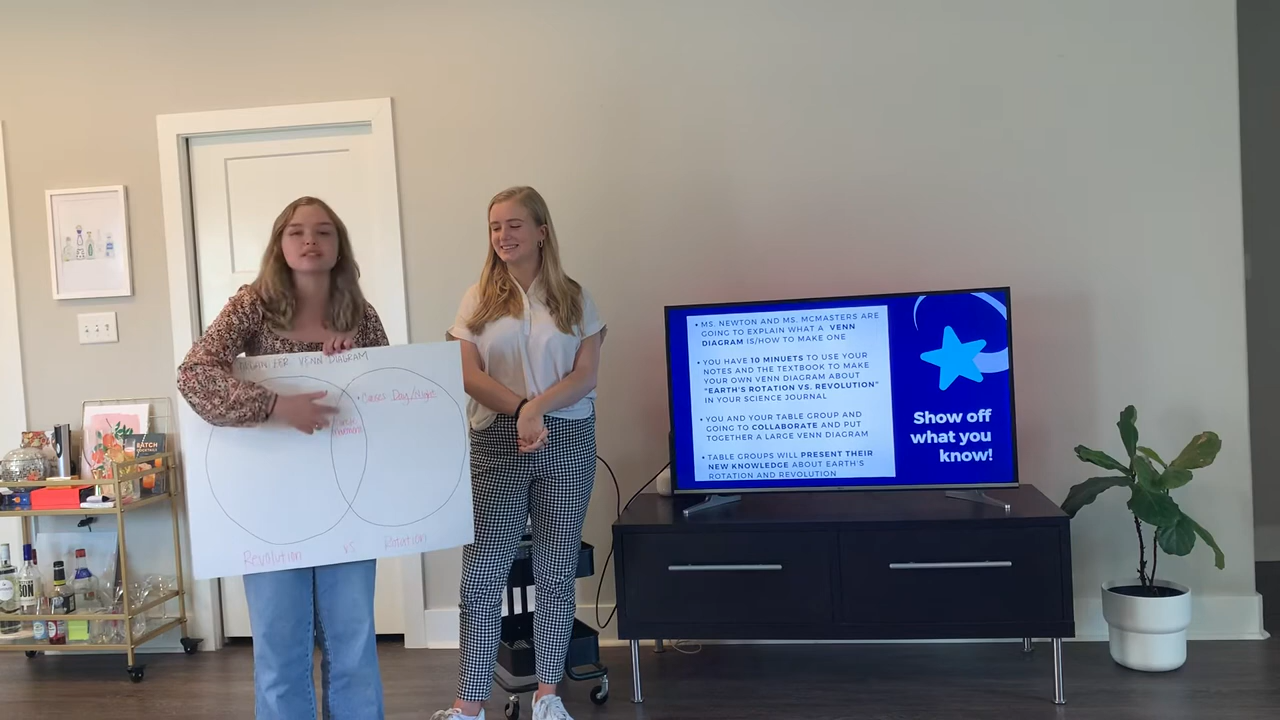 VENN DIAGRAM
• Causes Day/Night
Revolution vs. Rotation
• MS. NEWTON AND MS. MCMASTERS ARE
GOING TO EXPLAIN WHAT A VENN
DIAGRAM IS/HOW TO MAKE ONE
• YOU HAVE 10 MINUETS TO USE YOUR
NOTES AND THE TEXTBOOK TO MAKE
YOUR OWN VENN DIAGRAM ABOUT
"EARTH'S ROTATION VS. REVOLUTION"
IN YOUR SCIENCE JOURNAL
• YOU AND YOUR TABLE GROUP AND
GOING TO COLLABORATE AND PUT
TOGETHER A LARGE VENN DIAGRAM
• TABLE GROUPS WILL PRESENT THEIR
NEW KNOWLEDGE ABOUT EARTH'S
ROTATION AND REVOLUTION
Show off
what you
know!
BATCH
COCKTAILS